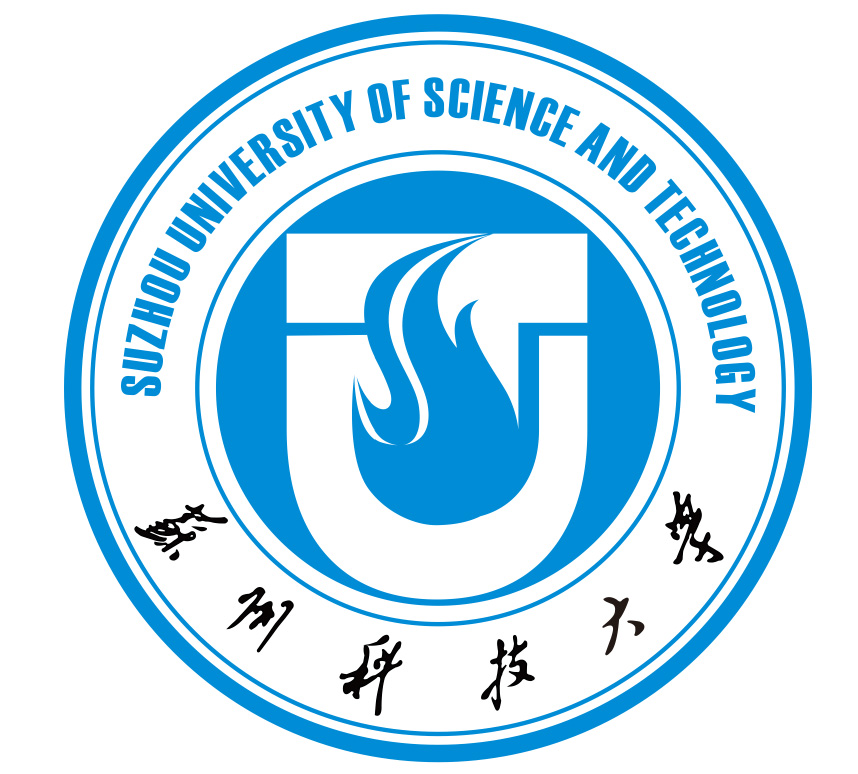 SUZHOU UNIVERSITY OF SCIENCE AND TECHNOLOGY
蘇州科技大學